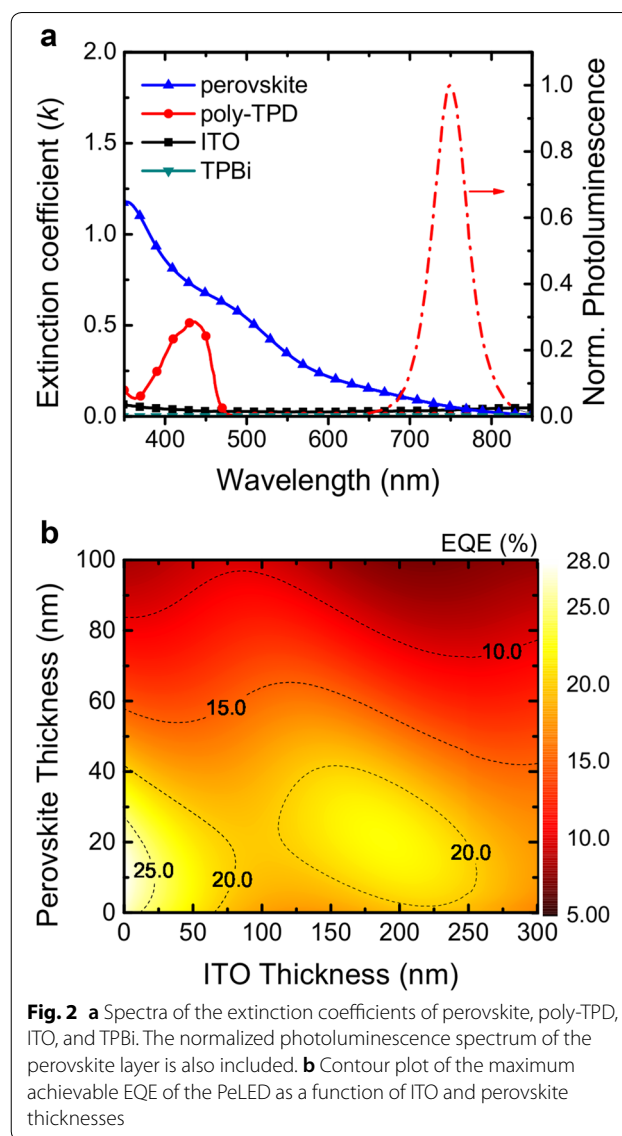 a
2.0
1.5
1.0
0.5
0.0
Extinction coefficient (k)
perovskite
poly-TPD
ITO
TPBi
1.0
0.8
0.6
0.4
0.2
0.0
Norm. Photoluminescence
400 500 600 700 800
Wavelength (nm)
b
EQE (%)
100
80
60
40
20
0
Perovskite Thickness (nm)
10.0
15.0
20.0
25.0
20.0
28.0
25.0
20.0
15.0
10.0
5.00
0 50 100 150 200 250 300
ITO Thickness (nm)
Fig. 2 a Spectra of the extinction coefficients of perovskite, poly-TPD,
ITO, and TPBi. The normalized photoluminescence spectrum of the
perovskite layer is also included. b Contour plot of the maximum
achievable EQE of the PeLED as a function of ITO and perovskite
thicknesses